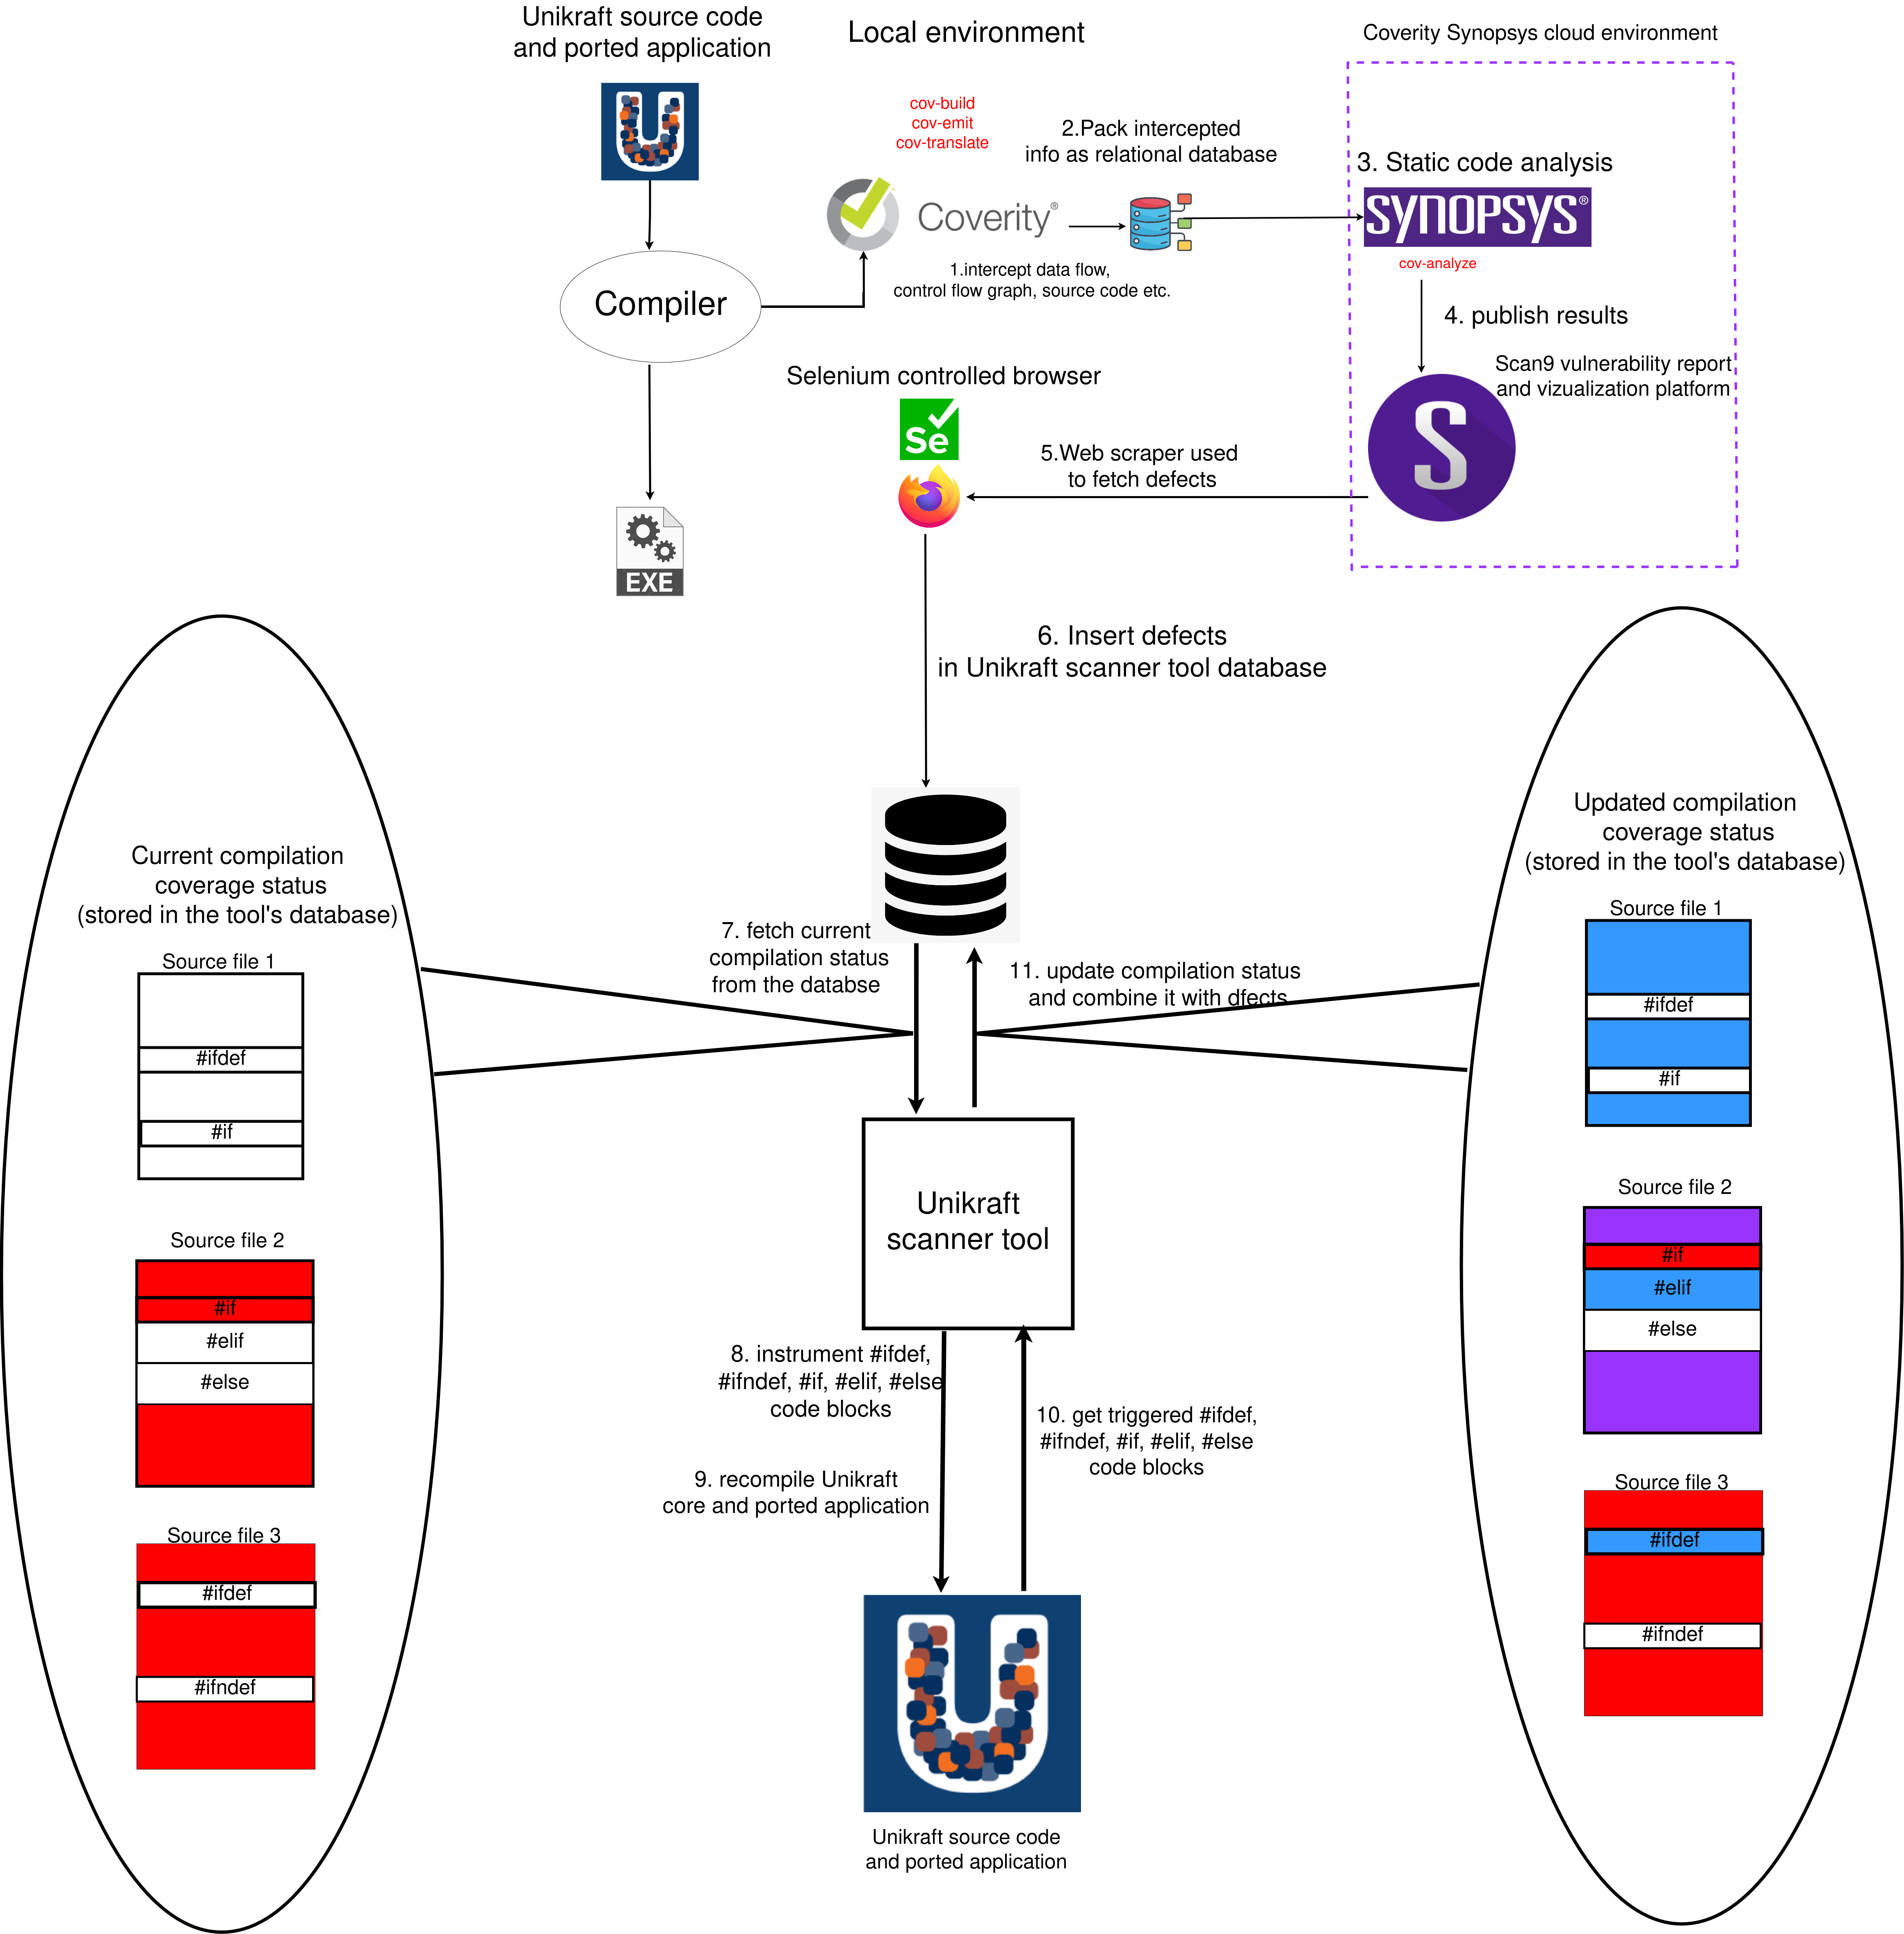 Unikraft source code
and ported application
Local environment
Coverity Synopsys cloud environment
cov-build
cov-emit
cov-translate
2.Pack intercepted
info as relational database
3. Static code analysis
Coverity®
SYNOPSYS®
cov-analyze
1.intercept data flow,
control flow graph, source code etc.
Compiler
4. publish results
Scan9 vulnerability report
and vizualization platform
S
Selenium controlled browser
Se
5.Web scraper used
to fetch defects
EXE
6. Insert defects
in Unikraft scanner tool database
Current compilation
coverage status
(stored in the tool's database)
Source file 1
#ifdef
#if
Source file 2
#if
#elif
#else
Source file 3
#ifdef
#ifndef
7. fetch current
compilation status
from the databse
11. update compilation status
and combine it with dfects
Unikraft
scanner tool
8. instrument #ifdef,
#ifndef, #if, #elif, #else
code blocks
9. recompile Unikraft
core and ported application
10. get triggered #ifdef,
#ifndef, #if, #elif, #else
code blocks
Unikraft source code
and ported application
Updated compilation
coverage status
(stored in the tool's database)
Source file 1
#ifdef
#if
Source file 2
#if
#elif
#else
Source file 3
#ifdef
#ifndef